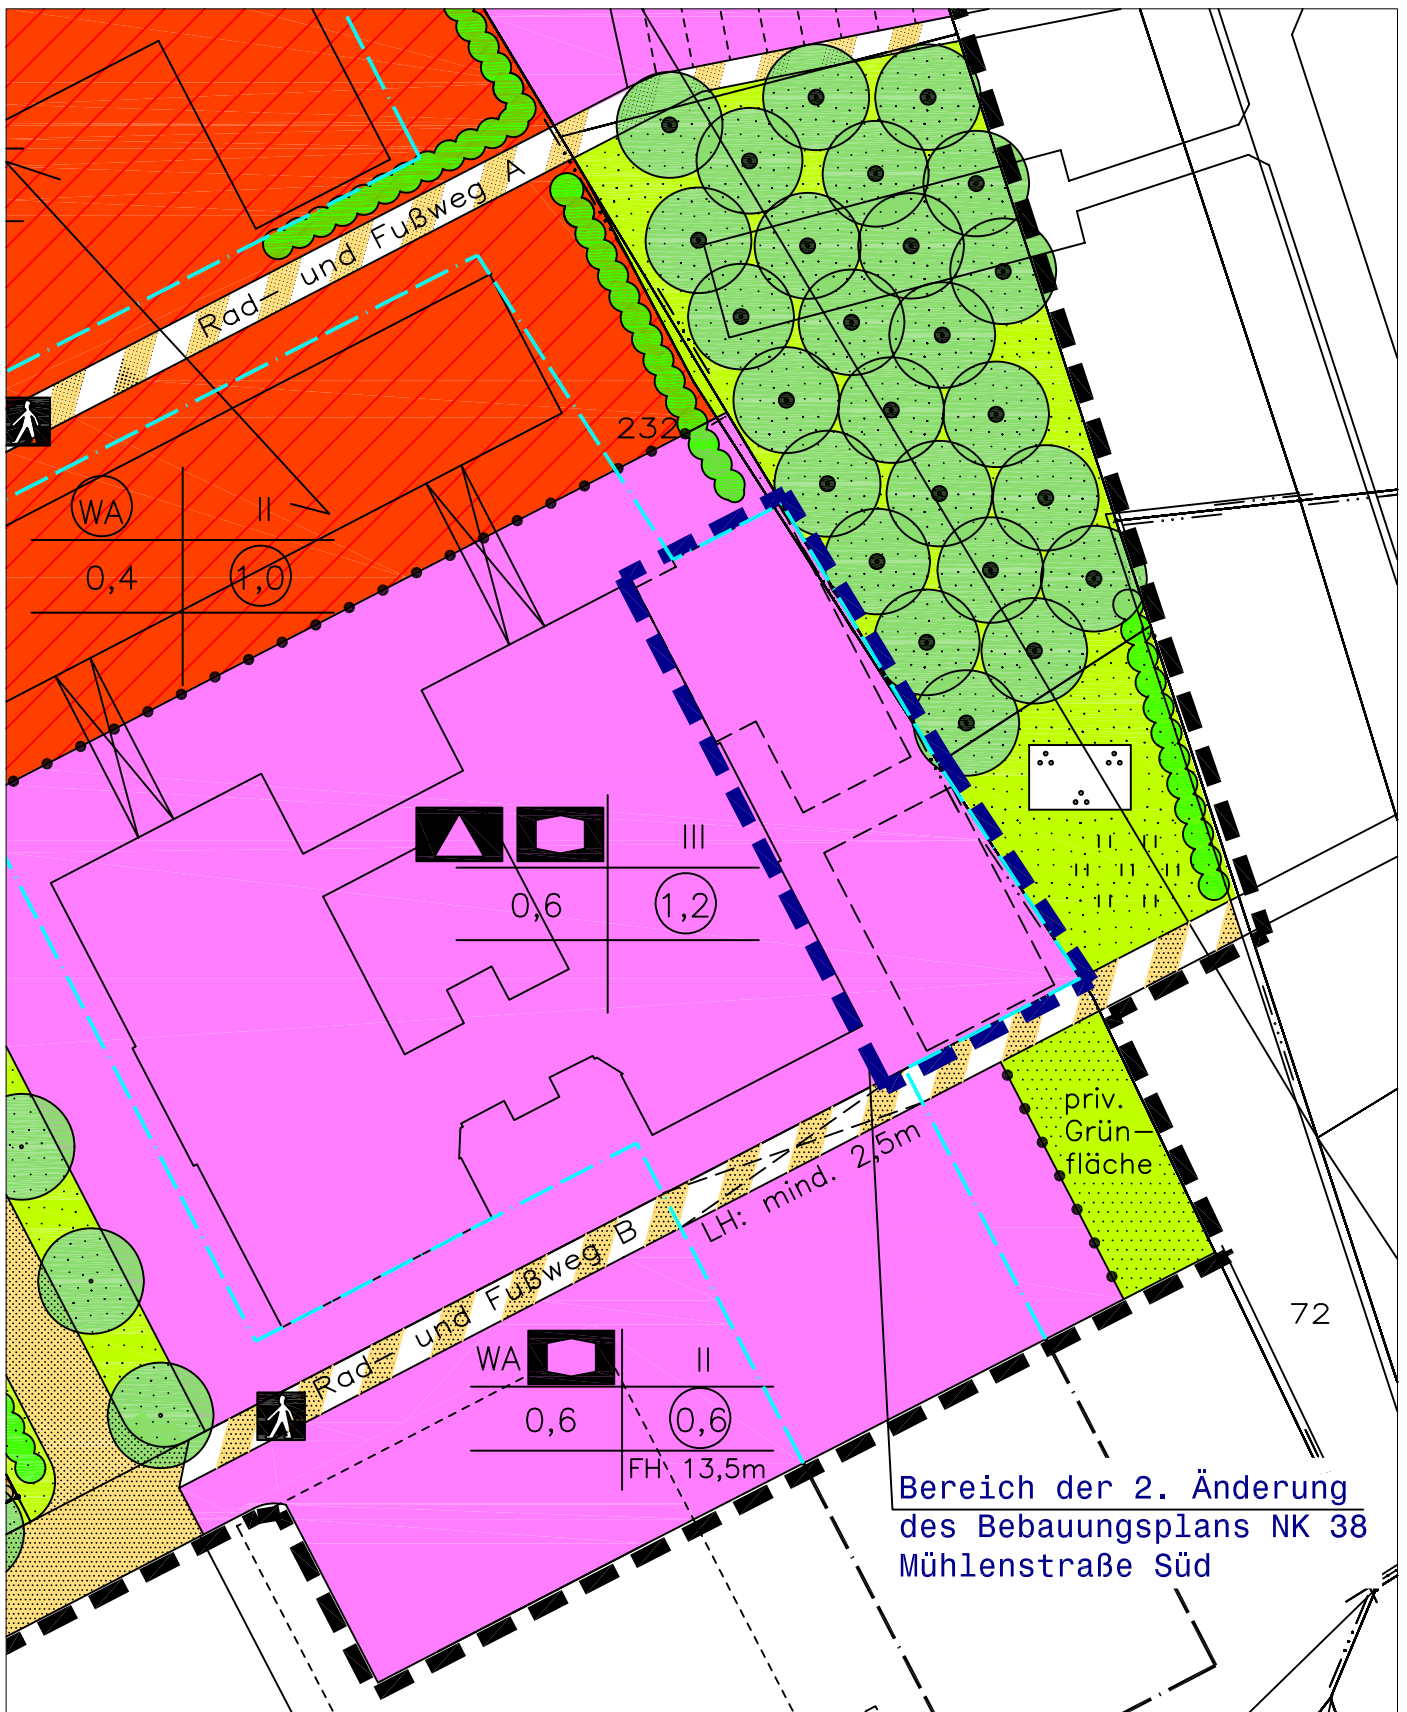 Rad- und Fußweg A
232
WA II
0,4 1,0
III
0,6 1,2
priv.
Grün-
fläche
LH: mind. 2,5m
Rad- und Fußweg B
72
WA II
0,6 0,6
FH 13,5m
Bereich der 2. Änderung
des Bebauungsplans NK 38
Mühlenstraße Süd